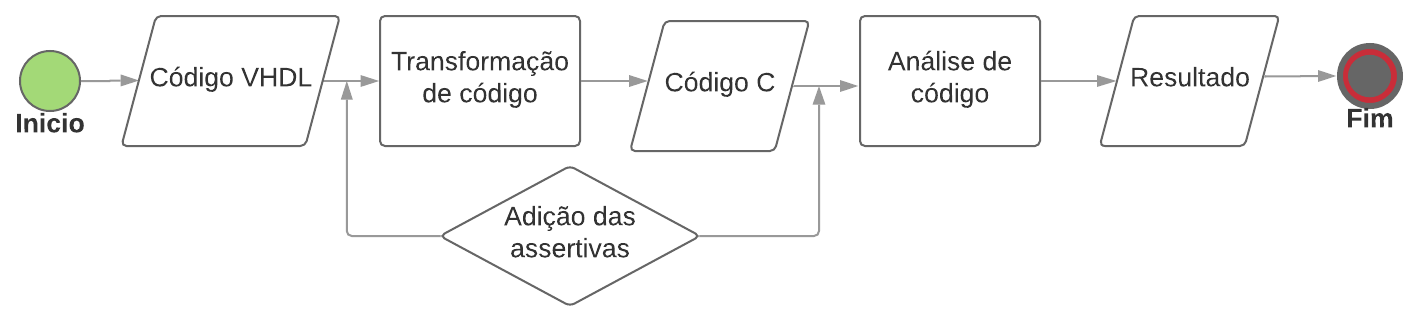 Inicio
Código VHDL
Transformação
de código
Código C
Análise de
código
Resultado
Fim
Adição das
assertivas